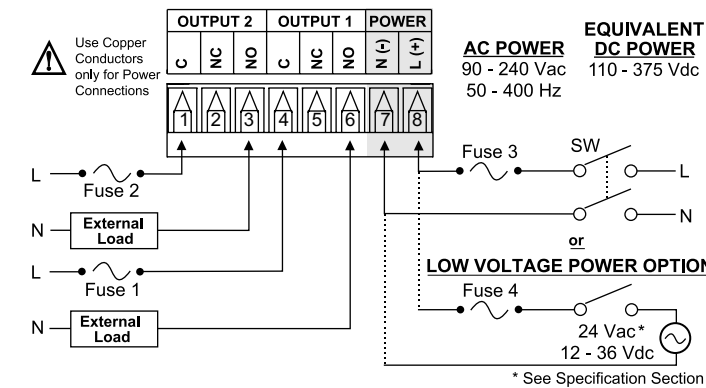 OUTPUT 2 OUTPUT 1 POWER
C NC NO C NC NO N (-) L (+)
1 2 3 4 5 6 7 8
Use Copper
Conductors
only for Power
Connections
AC POWER
90 - 240 Vac
50 - 400 Hz
EQUIVALENT
DC POWER
110 - 375 Vdc
L
Fuse 2
N
External
Load
L
Fuse 1
N
External
Load
Fuse 3
SW
L
N
or
LOW VOLTAGE POWER OPTION
Fuse 4
24 Vac*
12 - 36 Vdc
* See Specification Section